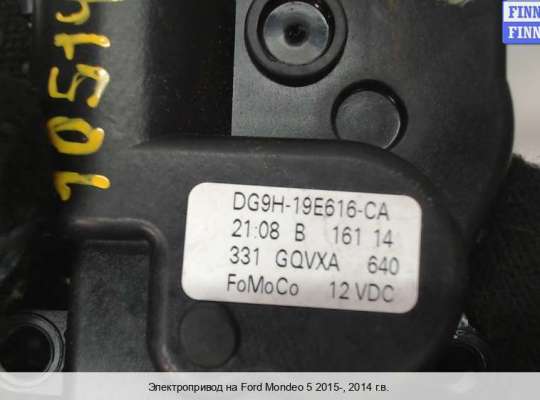 FINN
FINN
10514
DG9H-19E616-CA
21:08 B 161 14
331 GQVXA 640
FoMoCo 12 VDC
Электропривод на Ford Mondeo 5 2015-, 2014 г.в.